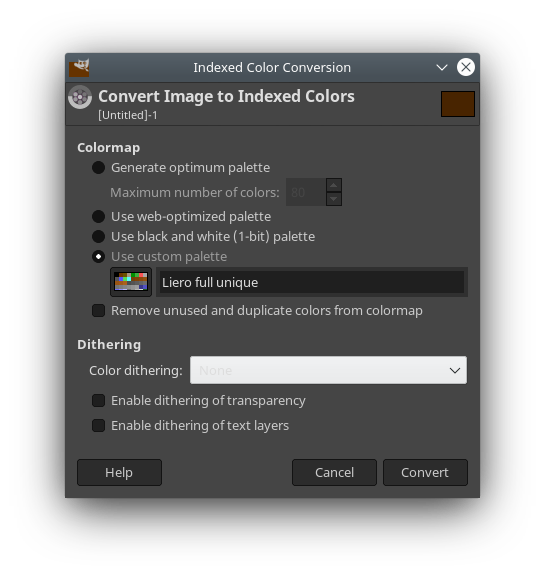 Indexed Color Conversion
Convert Image to Indexed Colors
[Untitled]-1
Colormap
Generate optimum palette
Maximum number of colors: 80
Use web-optimized palette
Use black and white (1-bit) palette
Use custom palette
Liero full unique
Remove unused and duplicate colors from colormap
Dithering
Color dithering: None
Enable dithering of transparency
Enable dithering of text layers
Help Cancel Convert